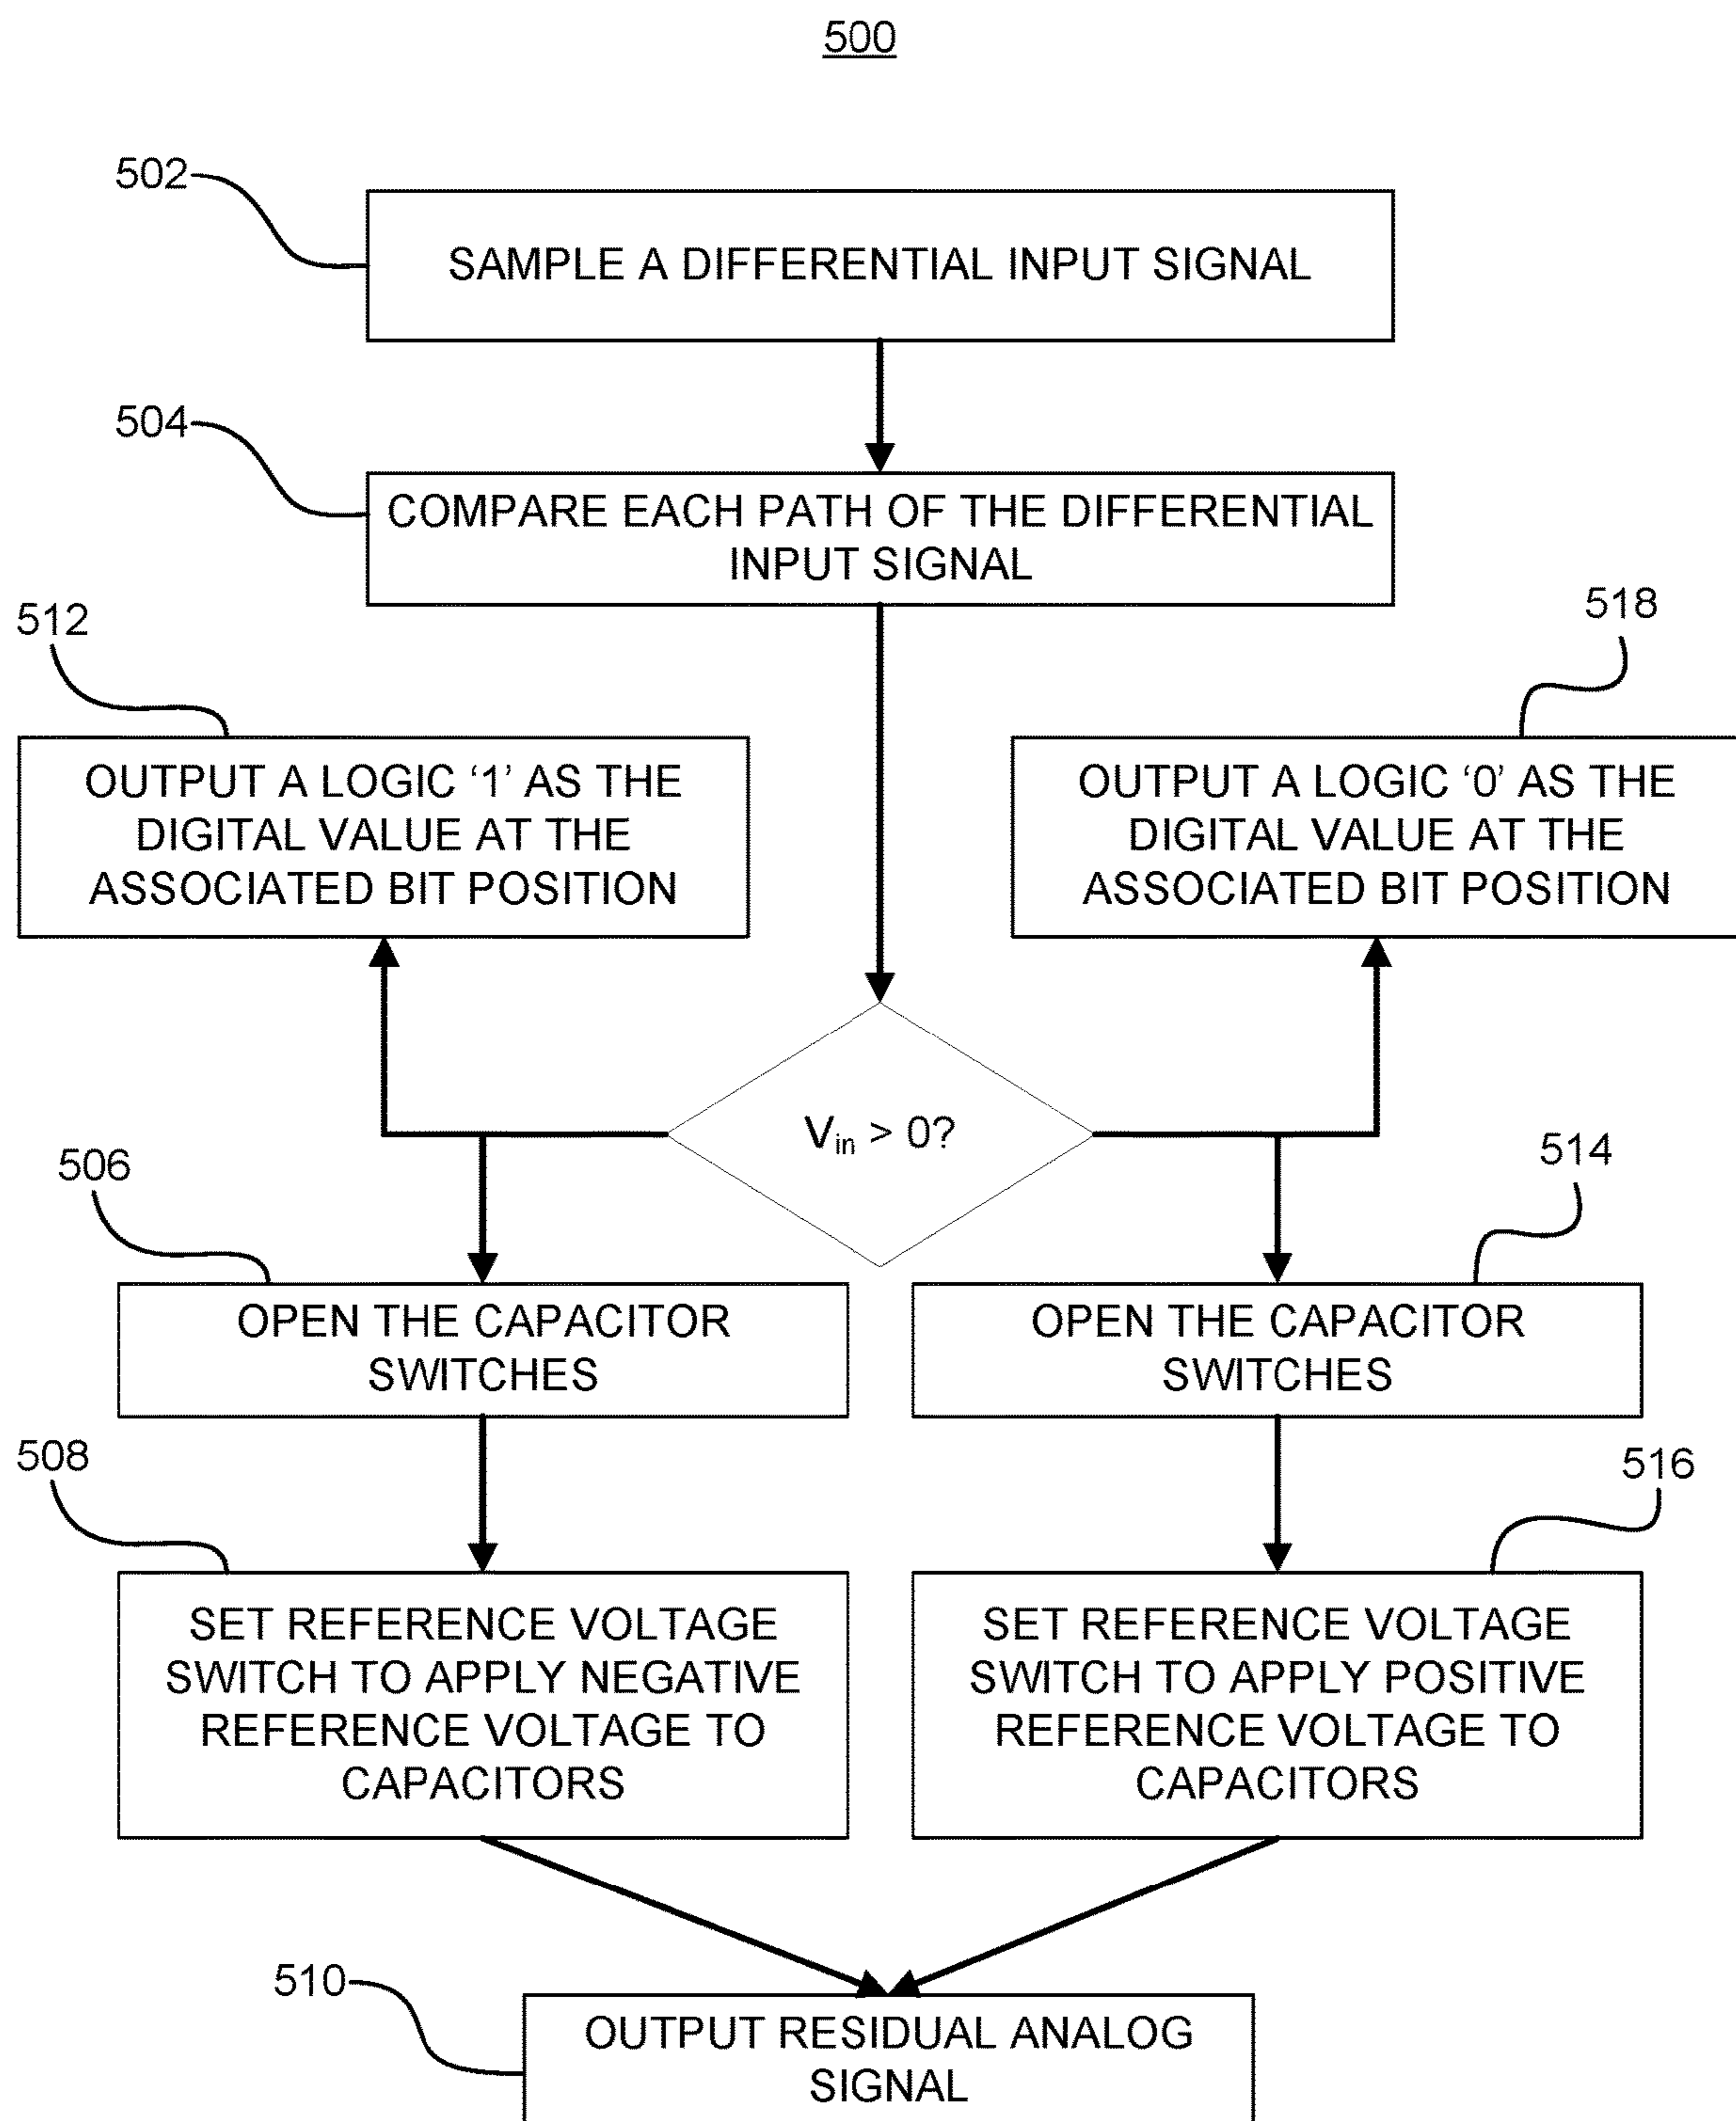 500
502
SAMPLE A DIFFERENTIAL INPUT SIGNAL
504
COMPARE EACH PATH OF THE DIFFERENTIAL
INPUT SIGNAL
512
518
OUTPUT A LOGIC ‘1’ AS THE
DIGITAL VALUE AT THE
ASSOCIATED BIT POSITION
OUTPUT A LOGIC ‘0’ AS THE
DIGITAL VALUE AT THE
ASSOCIATED BIT POSITION
Vin > 0?
506
514
OPEN THE CAPACITOR
SWITCHES
OPEN THE CAPACITOR
SWITCHES
508
516
SET REFERENCE VOLTAGE
SWITCH TO APPLY NEGATIVE
REFERENCE VOLTAGE TO
CAPACITORS
SET REFERENCE VOLTAGE
SWITCH TO APPLY POSITIVE
REFERENCE VOLTAGE TO
CAPACITORS
510
OUTPUT RESIDUAL ANALOG
SIGNAL